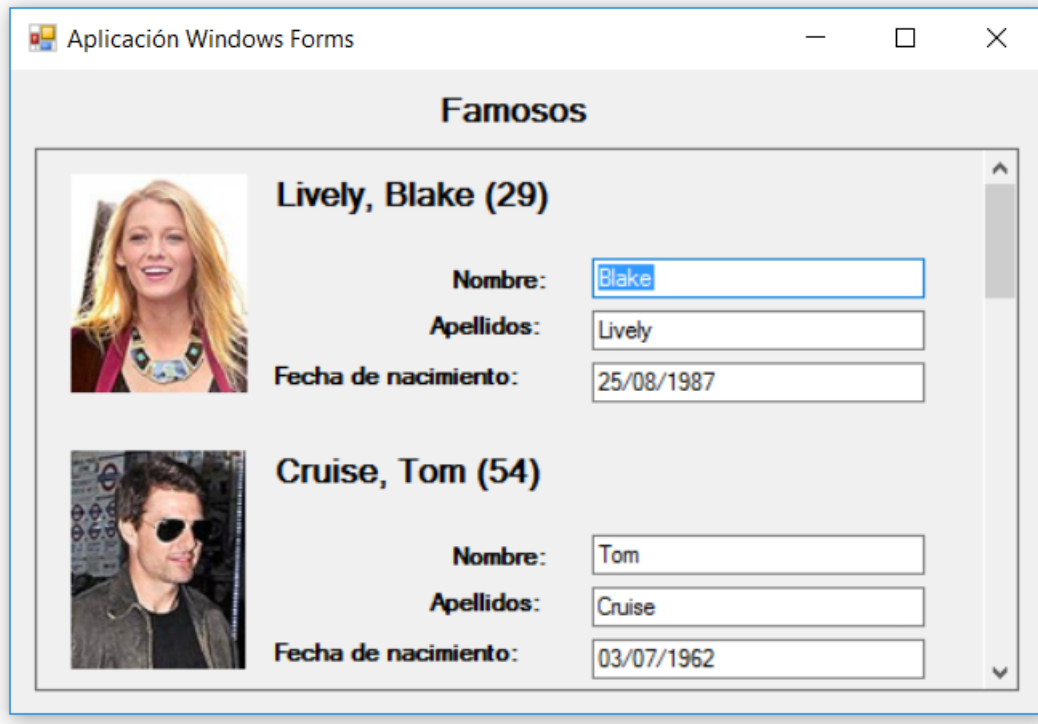 Aplicación Windows Forms
Famosos
Lively, Blake (29)
Nombre: Blake
Apellidos: Lively
Fecha de nacimiento: 25/08/1987
Cruise, Tom (54)
Nombre: Tom
Apellidos: Cruise
Fecha de nacimiento: 03/07/1962